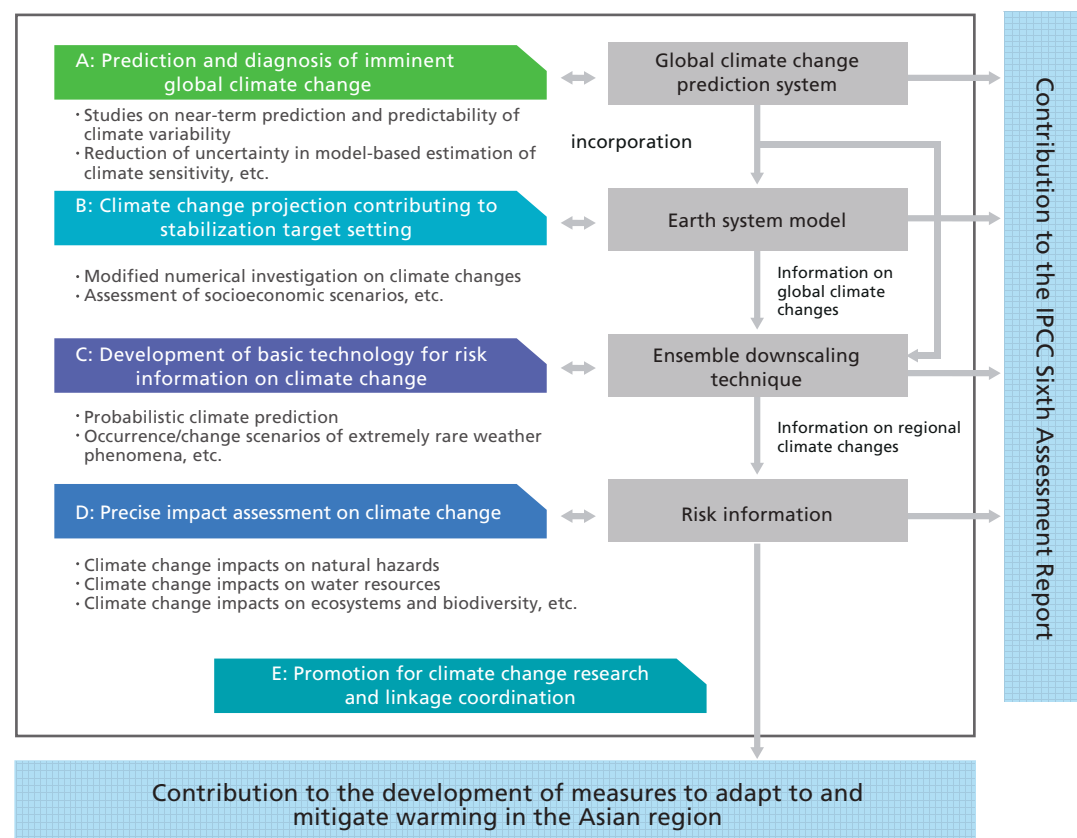 A: Prediction and diagnosis of imminent
global climate change
Global climate change
prediction system
· Studies on near-term prediction and predictability of
climate variability
· Reduction of uncertainty in model-based estimation of
climate sensitivity, etc.
incorporation
B: Climate change projection contributing to
stabilization target setting
Earth system model
· Modified numerical investigation on climate changes
· Assessment of socioeconomic scenarios, etc.
Information on
global climate
changes
C: Development of basic technology for risk
information on climate change
Ensemble downscaling
technique
· Probabilistic climate prediction
· Occurrence/change scenarios of extremely rare weather
phenomena, etc.
Information on regional
climate changes
D: Precise impact assessment on climate change
Risk information
· Climate change impacts on natural hazards
· Climate change impacts on water resources
· Climate change impacts on ecosystems and biodiversity, etc.
E: Promotion for climate change research
and linkage coordination
Contribution to the IPCC Sixth Assessment Report
Contribution to the development of measures to adapt to and
mitigate warming in the Asian region